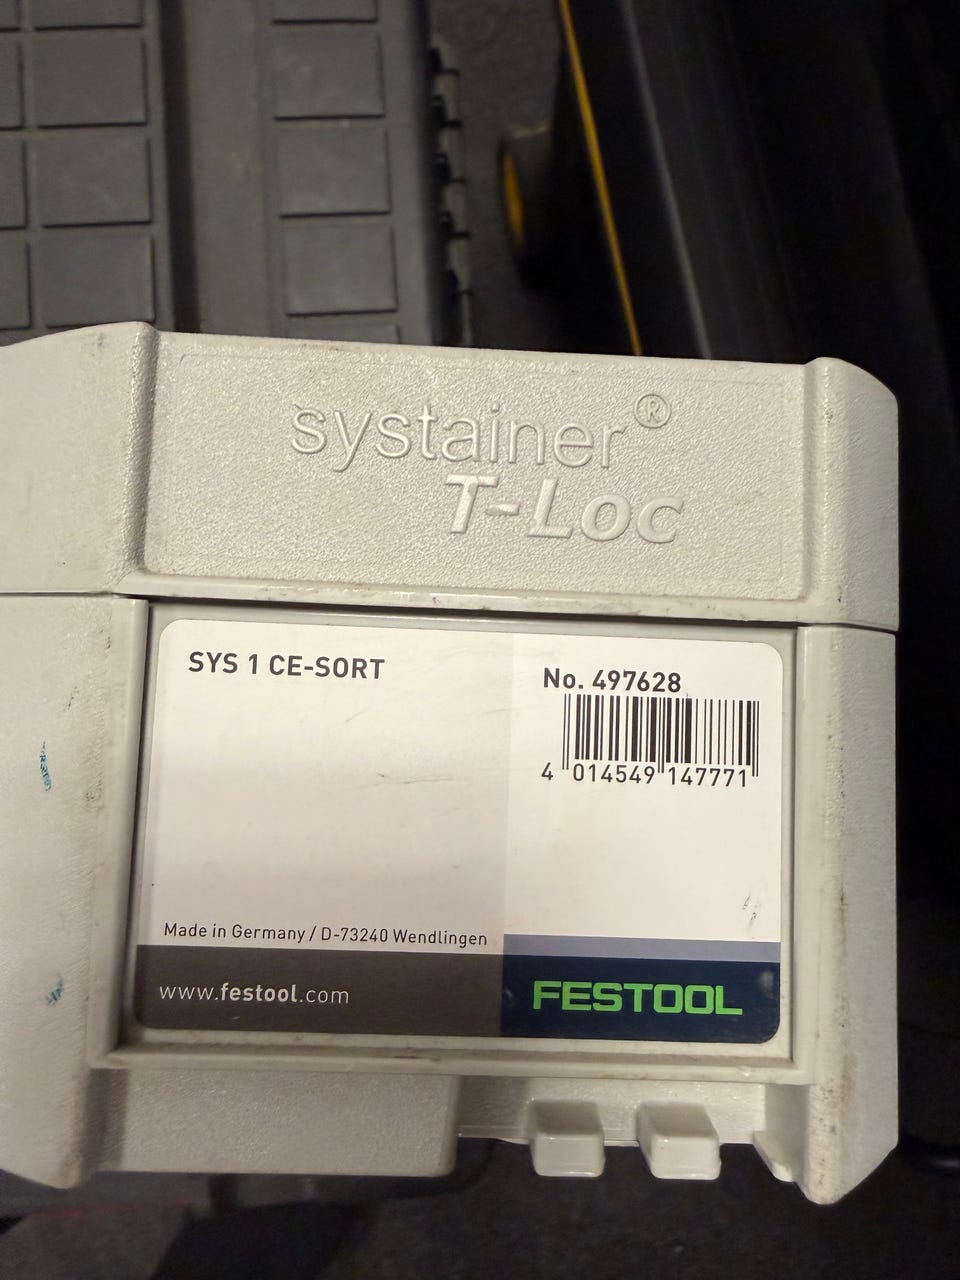 systainer®
T-Loc
SYS 1 CE-SORT
No. 497628
4 014549 147771
Made in Germany / D-73240 Wendlingen
www.festool.com
FESTOOL